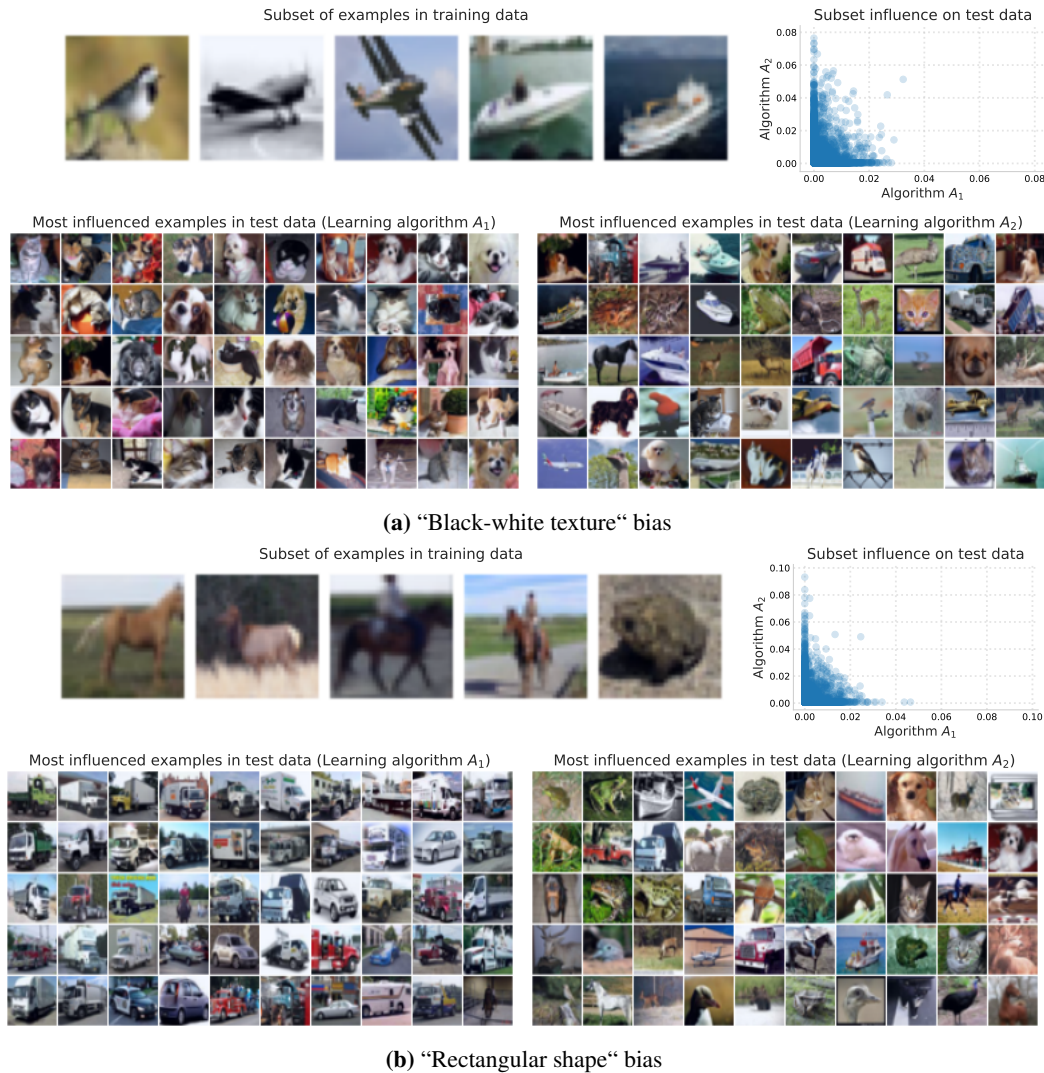 Subset of examples in training data
Subset influence on test data
0.08
0.06
0.04
0.02
0.00
Algorithm A₂
0.00 0.02 0.04 0.06 0.08
Algorithm A₁
Most influenced examples in test data (Learning algorithm A₁)
Most influenced examples in test data (Learning algorithm A₂)
(a) “Black-white texture“ bias
Subset of examples in training data
Subset influence on test data
0.10
0.08
0.06
0.04
0.02
0.00
Algorithm A₂
0.00 0.02 0.04 0.06 0.08 0.10
Algorithm A₁
Most influenced examples in test data (Learning algorithm A₁)
Most influenced examples in test data (Learning algorithm A₂)
(b) “Rectangular shape“ bias